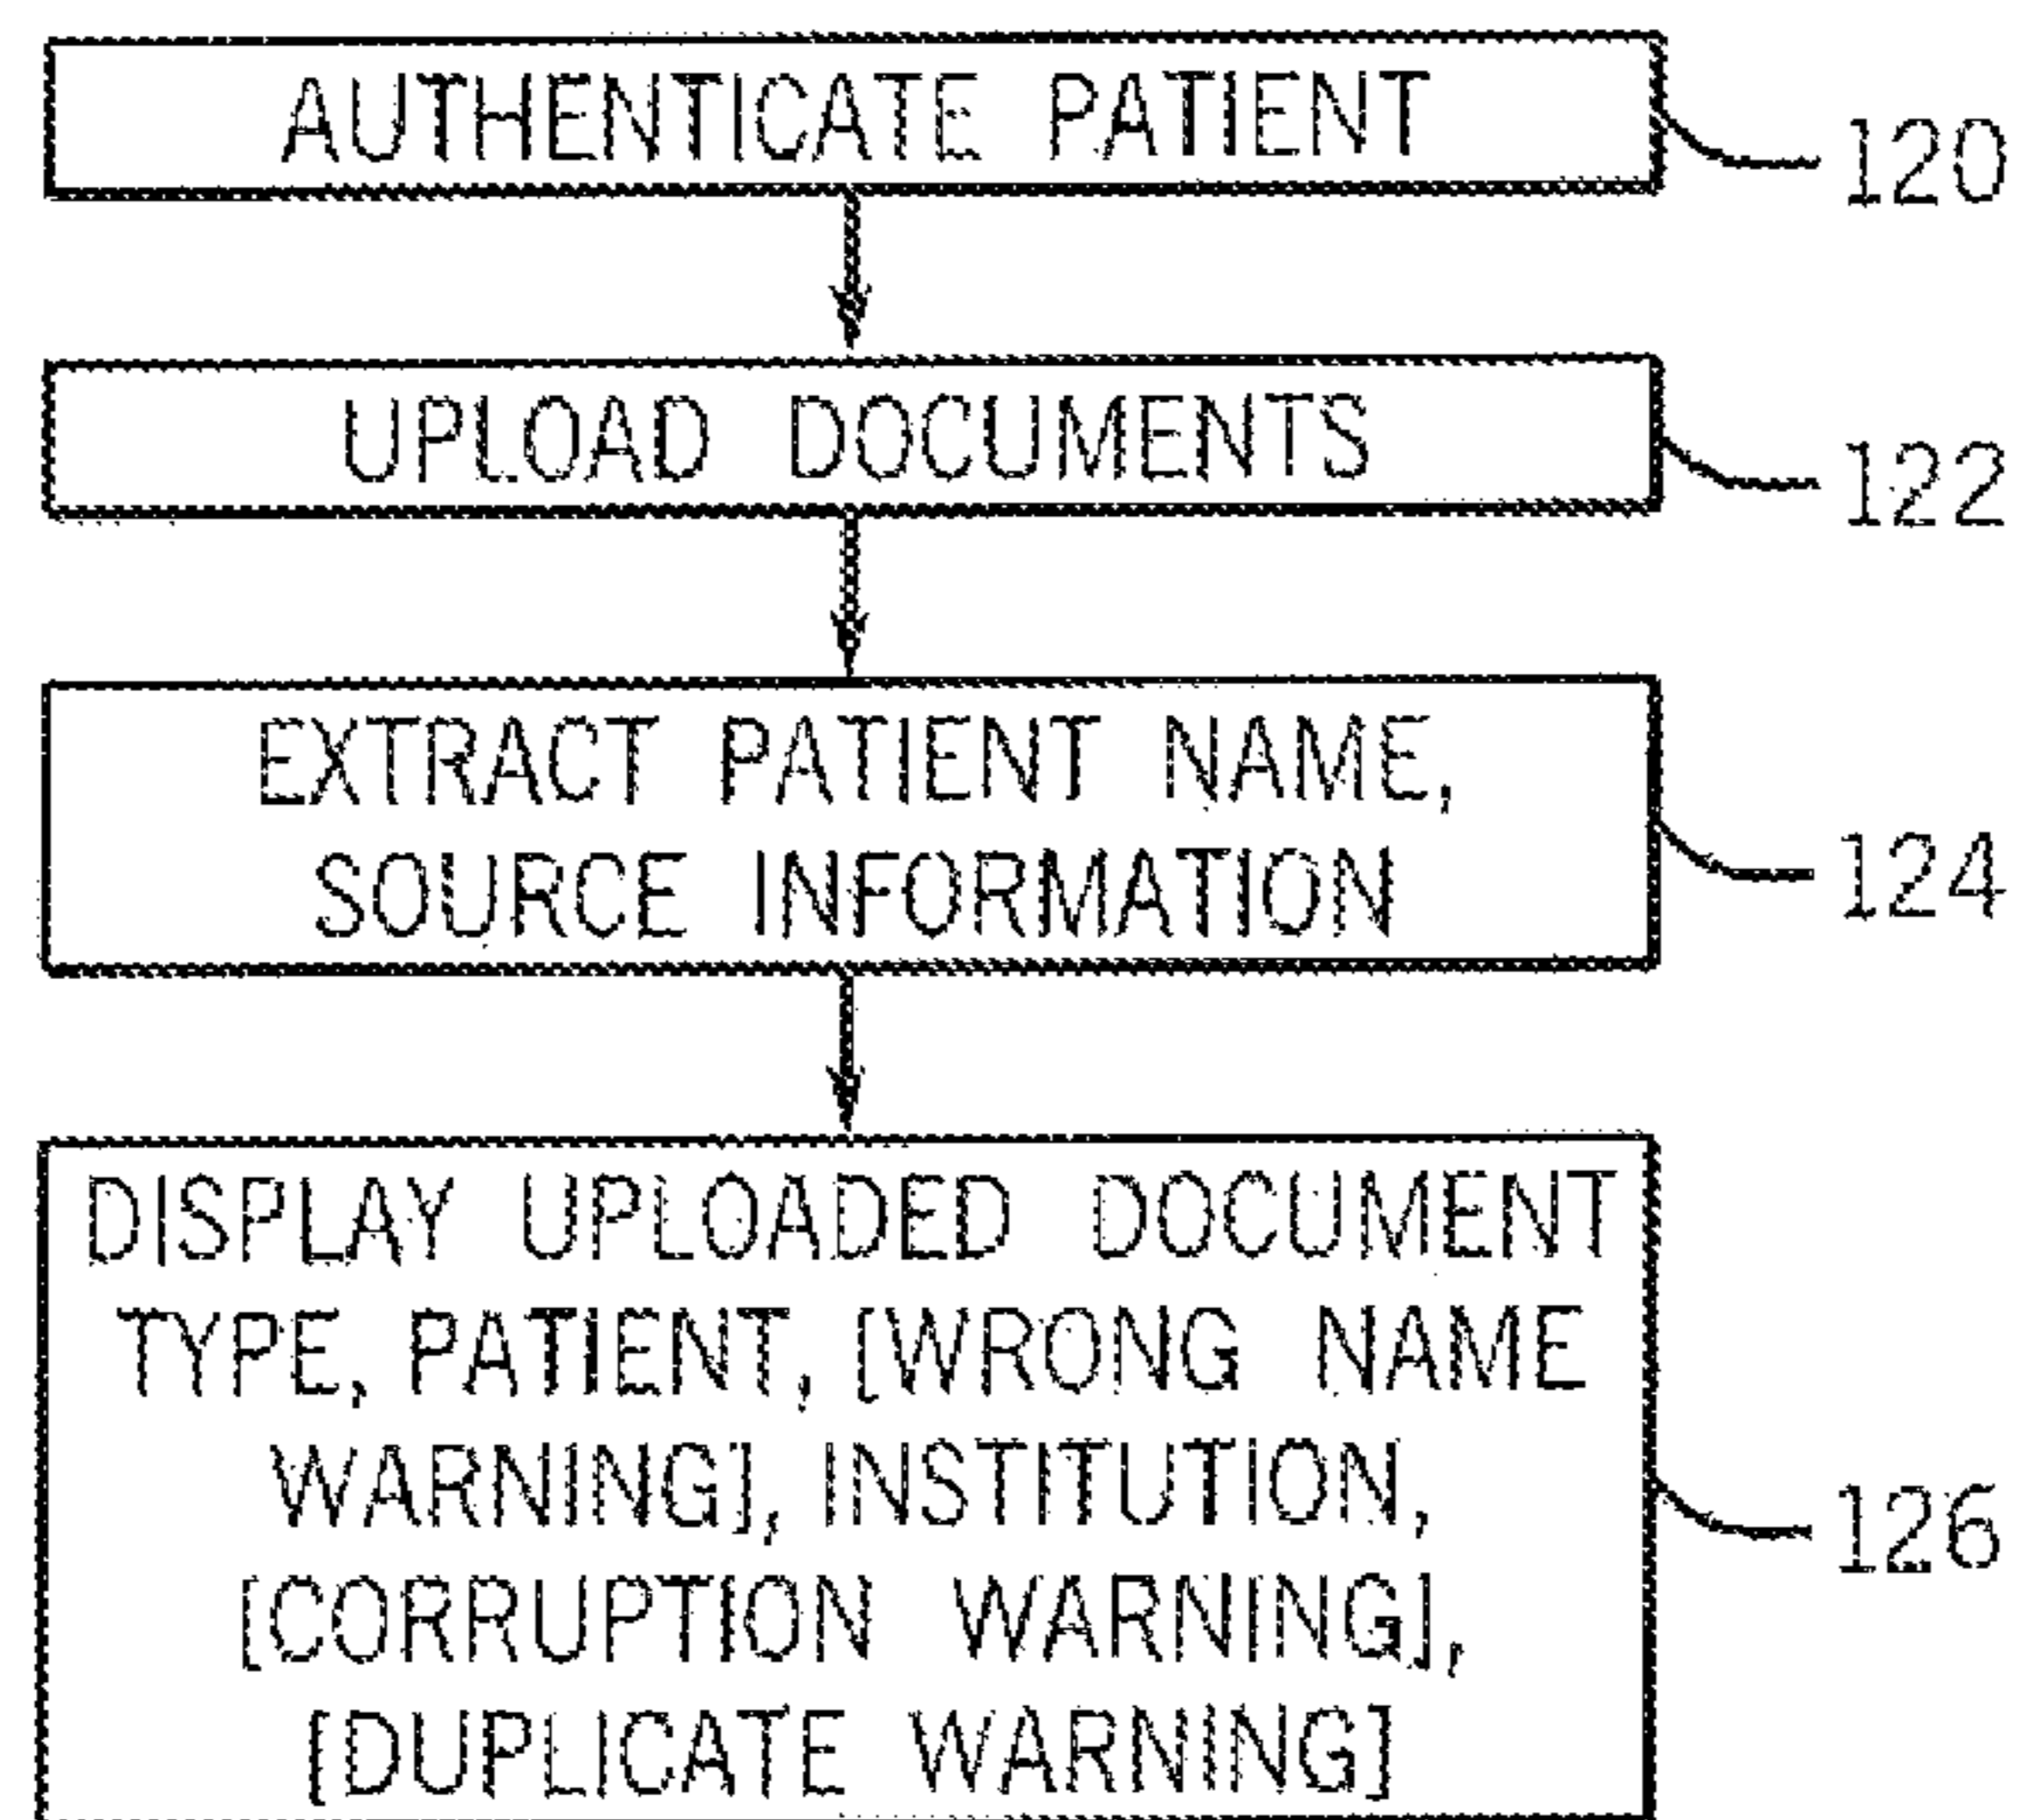 AUTHENTICATE PATIENT
120
UPLOAD DOCUMENTS
122
EXTRACT PATIENT NAME,
SOURCE INFORMATION
124
DISPLAY UPLOADED DOCUMENT
TYPE, PATIENT, [WRONG NAME
WARNING], INSTITUTION,
126
[CORRUPTION WARNING],
[DUPLICATE WARNING]